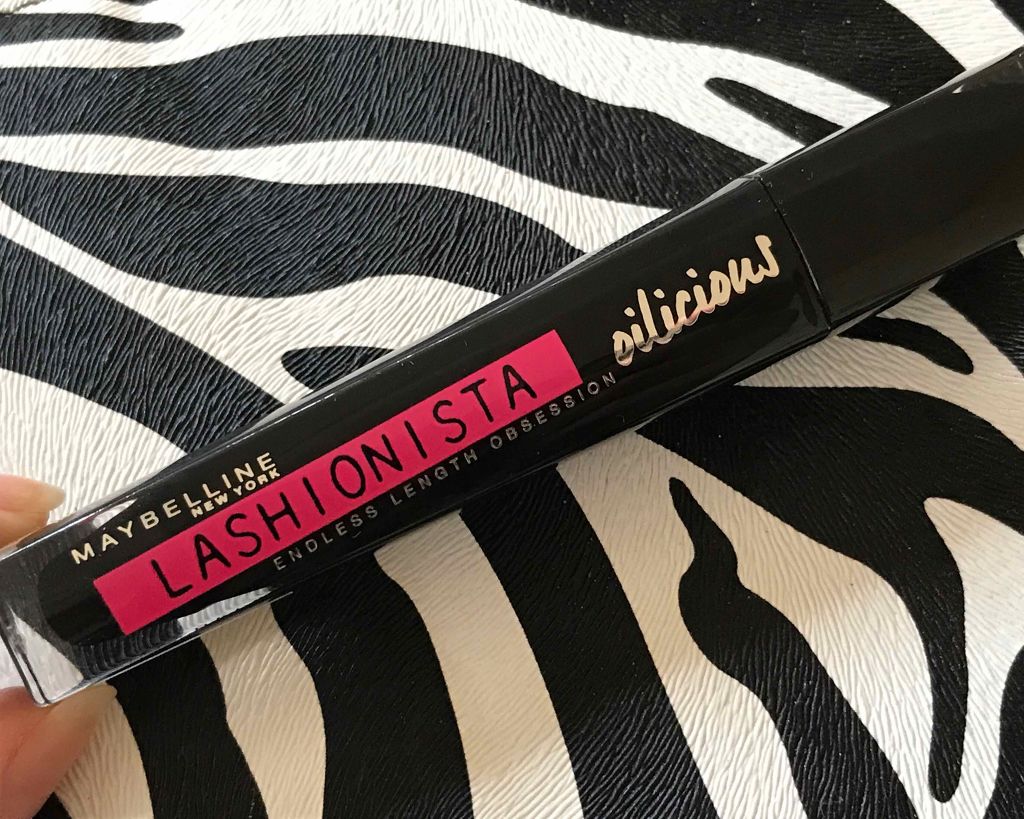 MAYBELLINE
NEW YORK
LASHIONISTA
ENDLESS LENGTH OBSESSION
oilicious